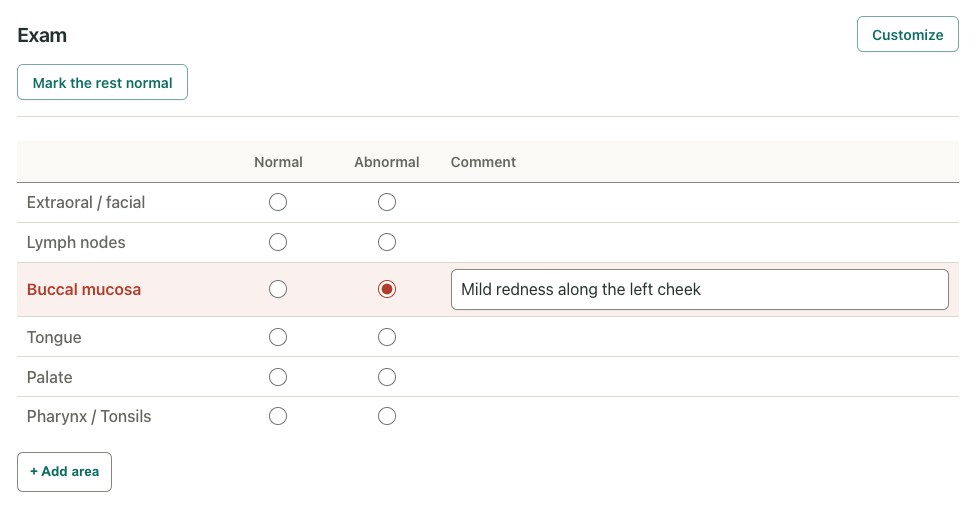 Exam
Customize
Mark the rest normal
Normal Abnormal Comment
Extraoral / facial
Lymph nodes
Buccal mucosa Mild redness along the left cheek
Tongue
Palate
Pharynx / Tonsils
+ Add area